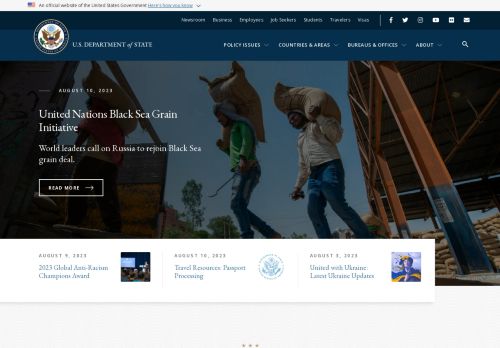 An official website of the United States Government Here's how you know
Newsroom Business Employees Job Seekers Students Travelers Visas
U.S. DEPARTMENT of STATE
POLICY ISSUES COUNTRIES & AREAS BUREAUS & OFFICES ABOUT
AUGUST 10, 2023
United Nations Black Sea Grain
Initiative
World leaders call on Russia to rejoin Black Sea
grain deal.
READ MORE
AUGUST 9, 2023
2023 Global Anti-Racism
Champions Award
AUGUST 10, 2023
Travel Resources: Passport
Processing
AUGUST 3, 2023
United with Ukraine:
Latest Ukraine Updates